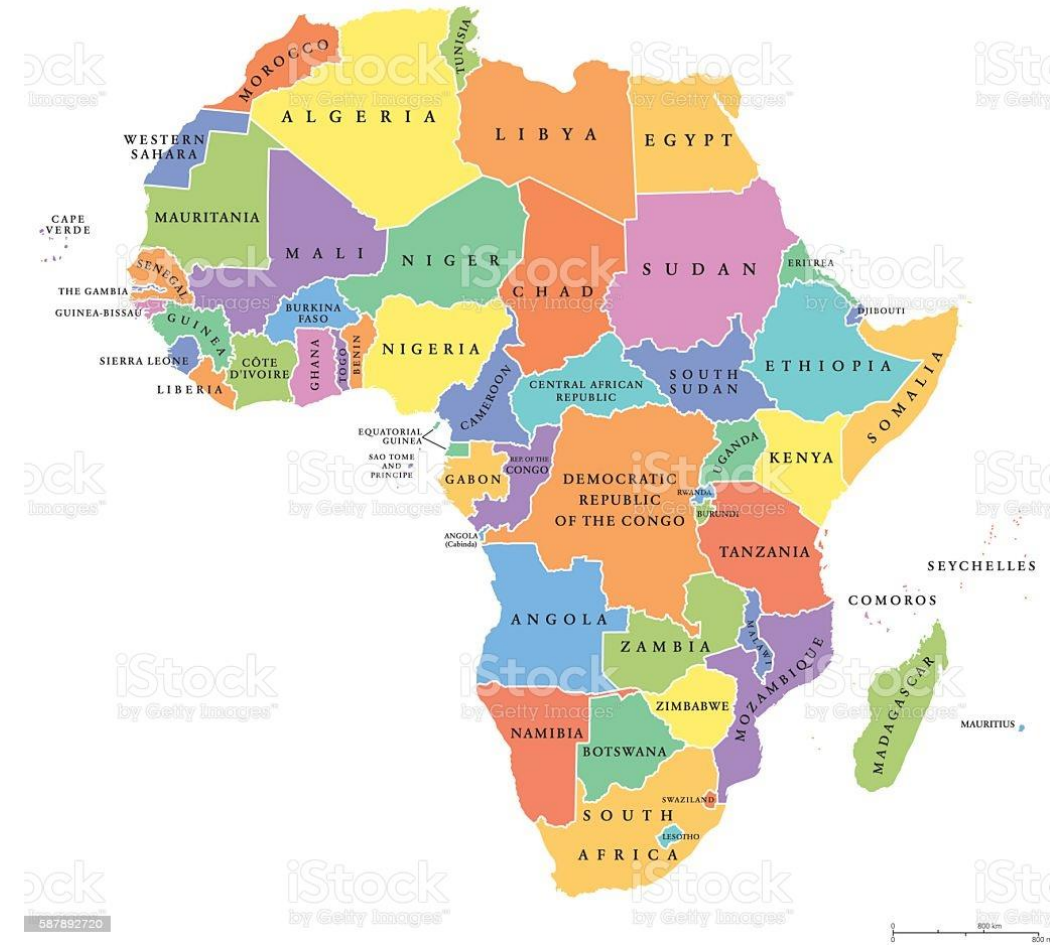 MOROCCO
TUNISIA
ALGERIA
LIBYA
EGYPT
WESTERN
SAHARA
MAURITANIA
CAPE
VERDE
MALI
NIGER
CHAD
SUDAN
ERITREA
SENEGAL
THE GAMBIA
GUINEA-BISSAU
GUINEA
BURKINA
FASO
DJIBOUTI
SIERRA LEONE
LIBERIA
CÔTE
D'IVOIRE
GHANA
TOGO
BENIN
NIGERIA
CAMEROON
CENTRAL AFRICAN
REPUBLIC
SOUTH
SUDAN
ETHIOPIA
SOMALIA
EQUATORIAL
GUINEA
SAO TOME
AND
PRINCIPE
GABON
REP. OF THE
CONGO
DEMOCRATIC
REPUBLIC
OF THE CONGO
UGANDA
KENYA
RWANDA
BURUNDI
TANZANIA
ANGOLA
(Cabinda)
SEYCHELLES
COMOROS
ANGOLA
ZAMBIA
MALAWI
MOZAMBIQUE
MADAGASCAR
MAURITIUS
ZIMBABWE
NAMIBIA
BOTSWANA
SWAZILAND
LESOTHO
SOUTH
AFRICA
iStock
by Getty Images™
587892720
0 800 km
0 800 m